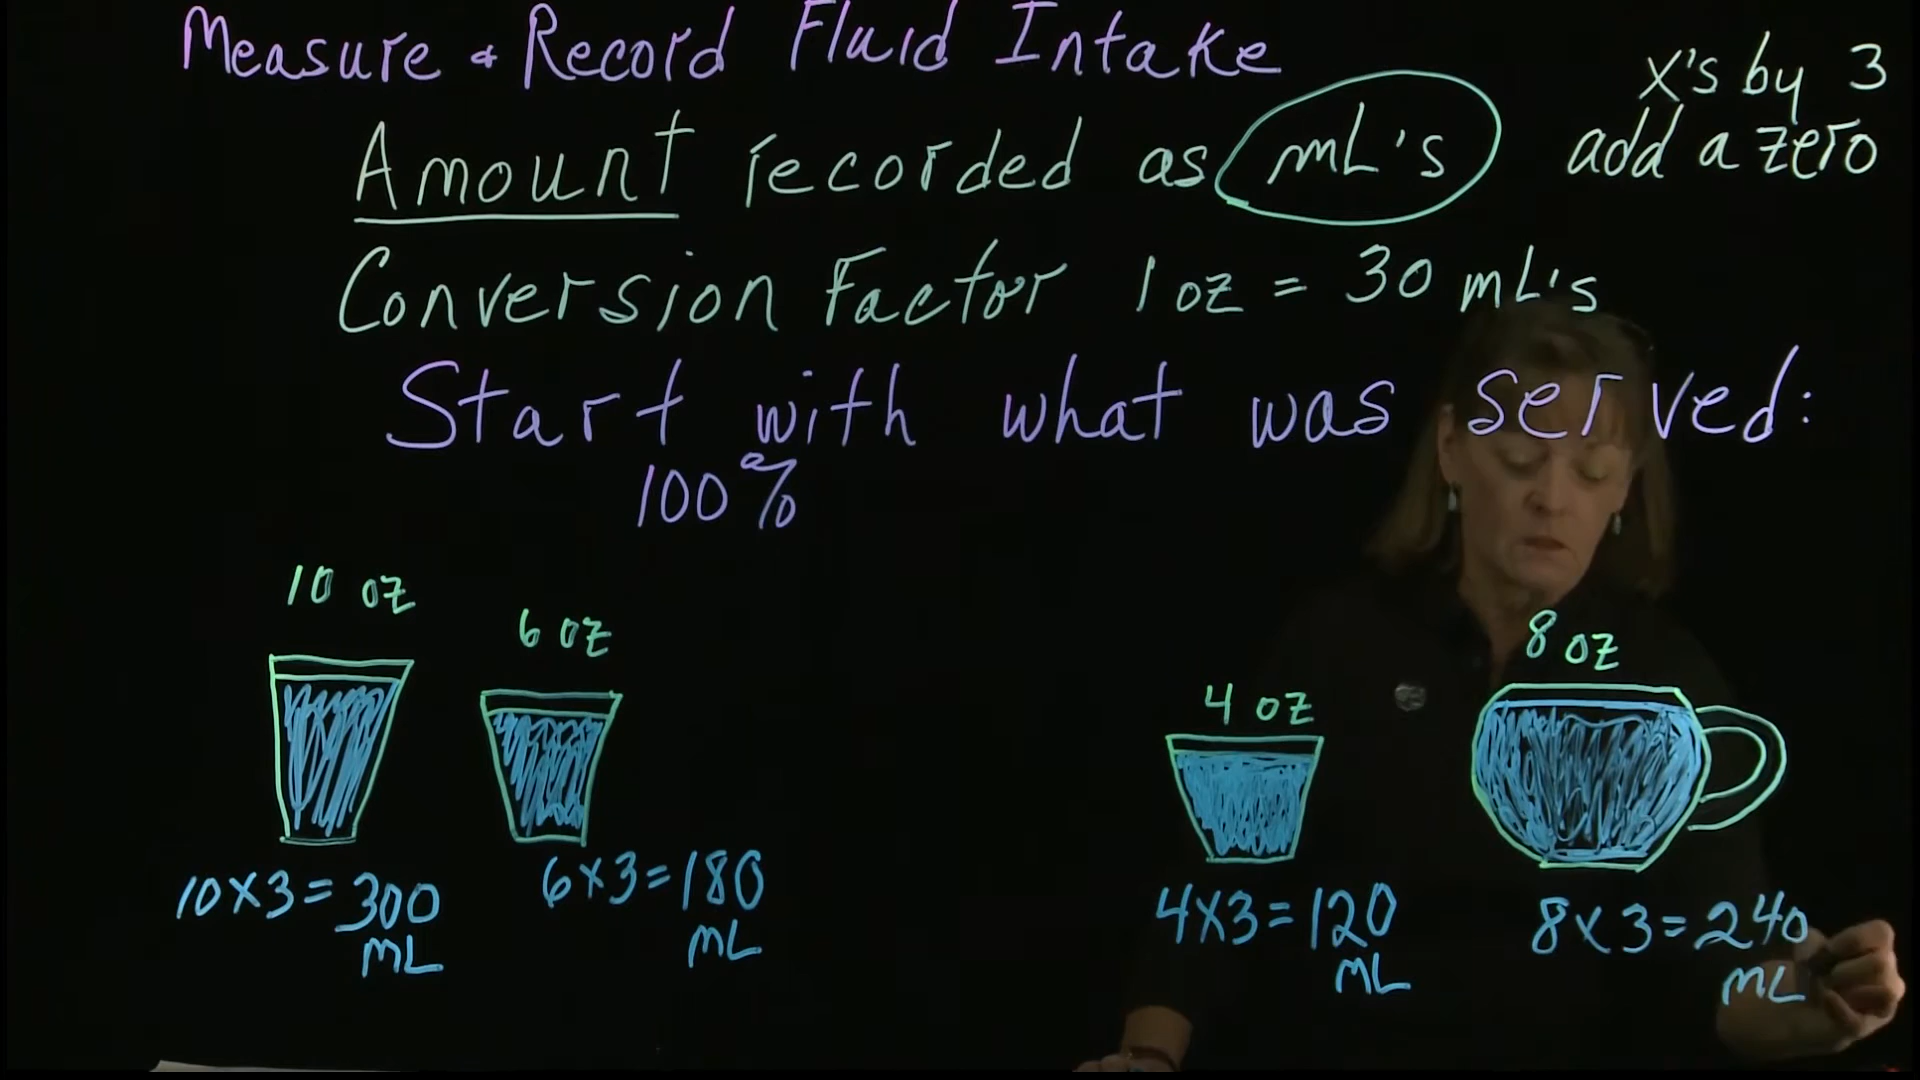 Measure & Record Fluid Intake
x's by 3
add a zero
Amount recorded as mL's
Conversion Factor 1 oz = 30 mL's
Start with what was served:
100%
10 oz
6 oz
4 oz
8 oz
10x3=300
mL
6x3=180
mL
4x3=120
mL
8x3=240
mL